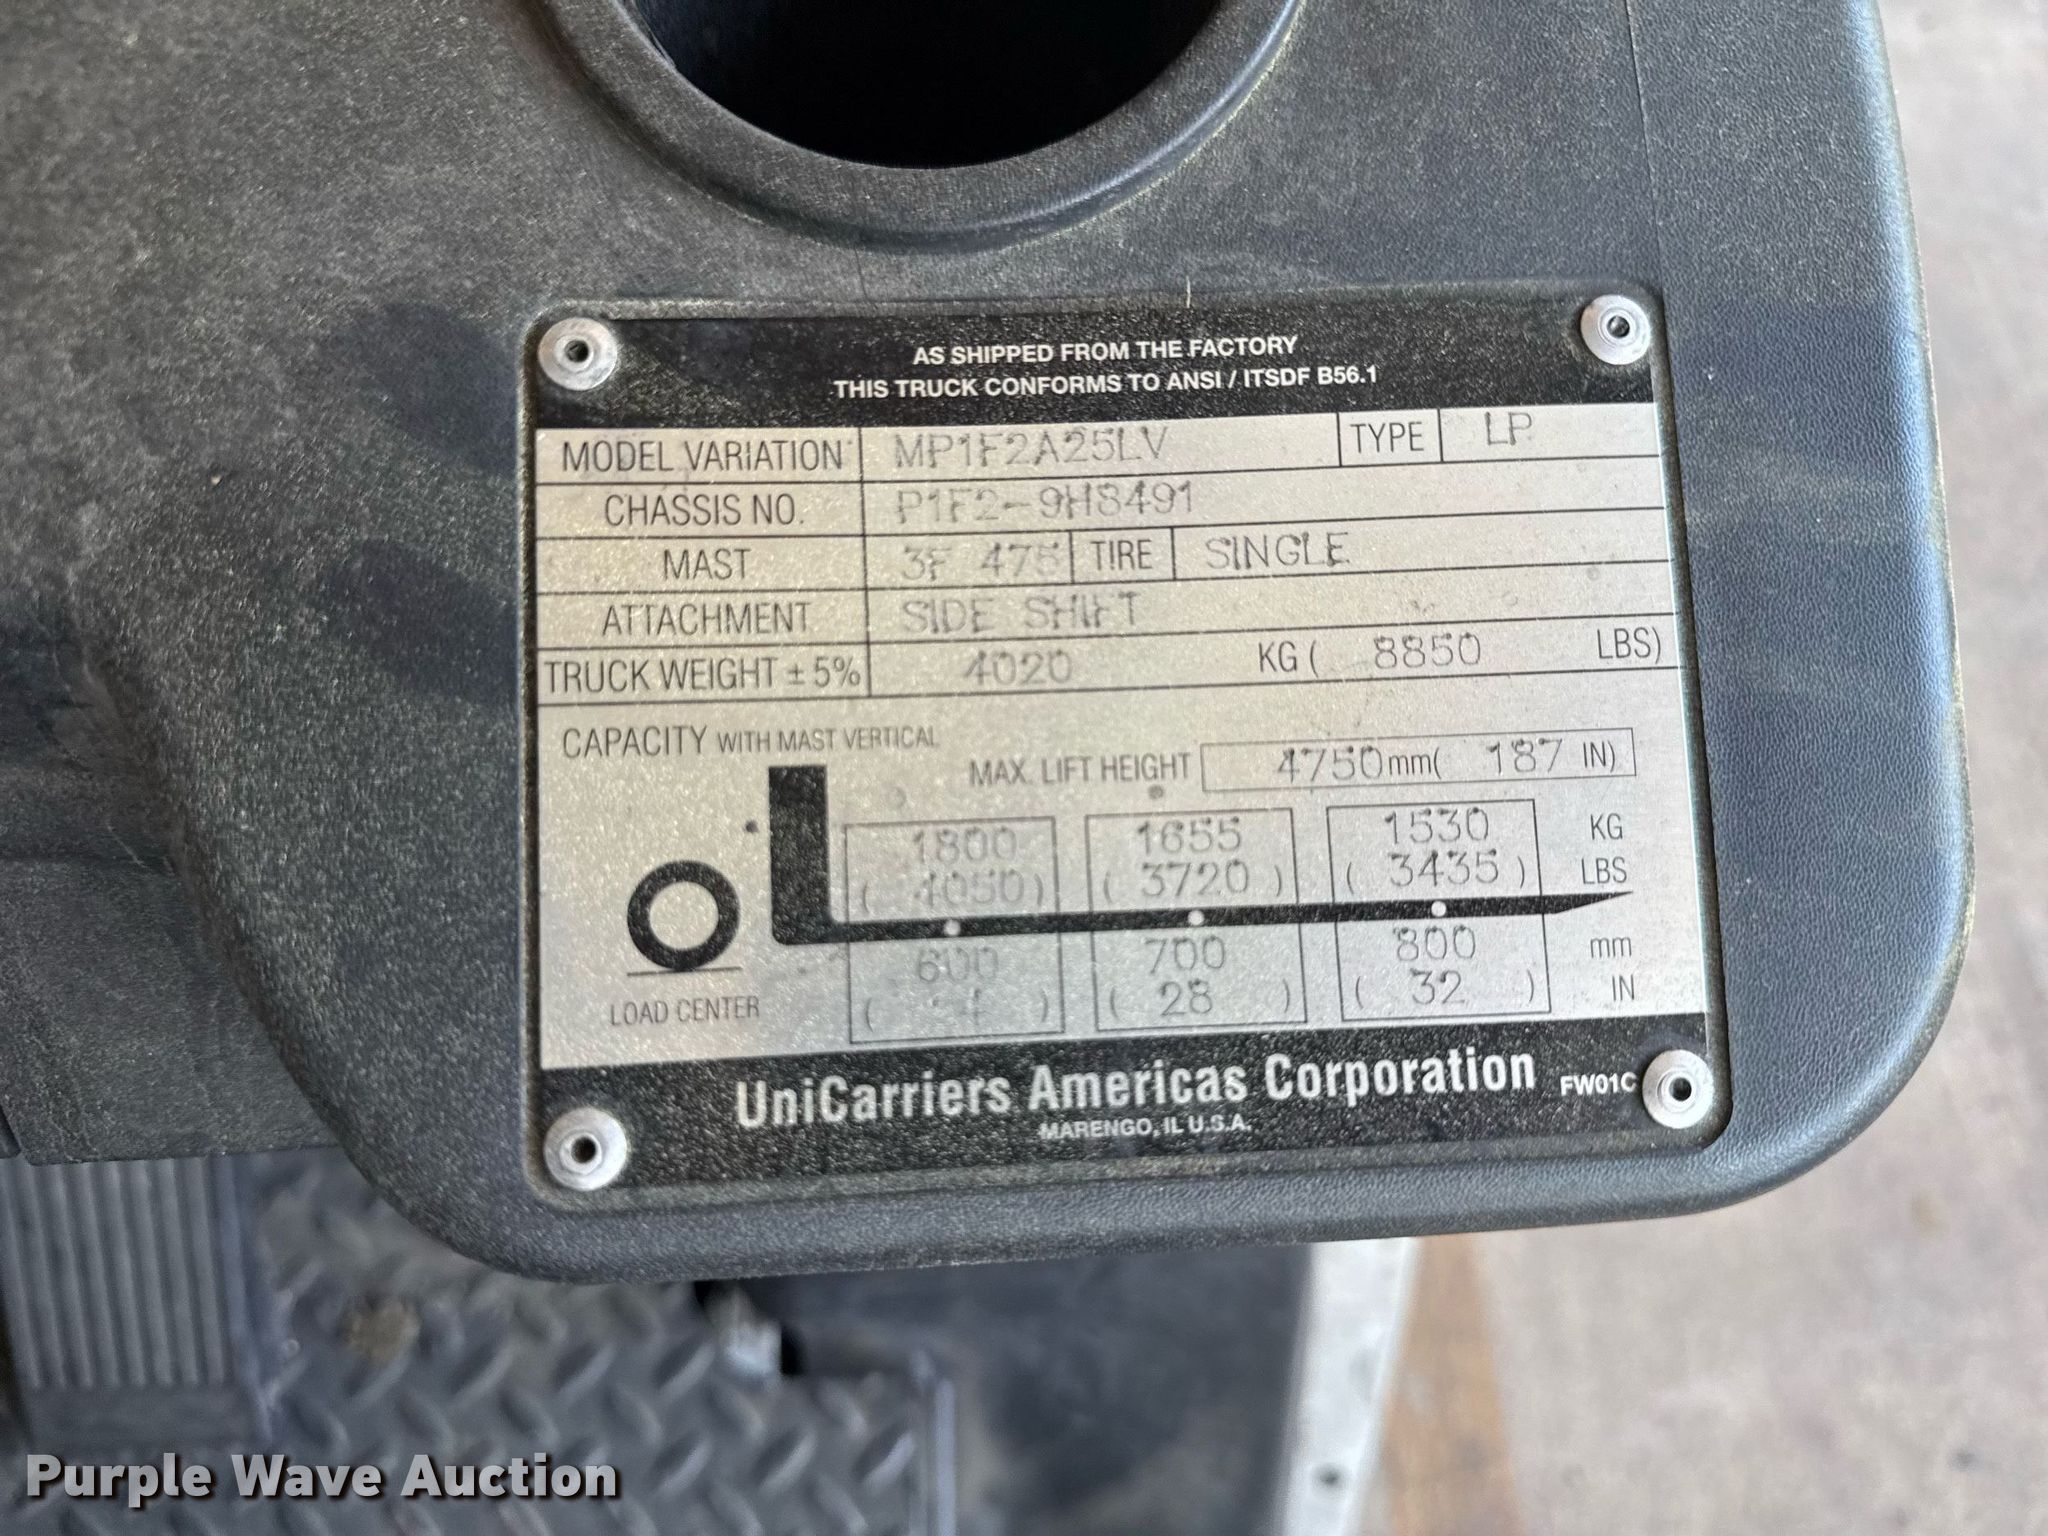 AS SHIPPED FROM THE FACTORY
THIS TRUCK CONFORMS TO ANSI / ITSDF B56.1
MODEL VARIATION MP1F2A25LV TYPE LP
CHASSIS NO. P1F2-9H8491
MAST 3F 475 TIRE SINGLE
ATTACHMENT SIDE SHIFT
TRUCK WEIGHT ± 5% 4020 KG ( 8850 LBS)
CAPACITY WITH MAST VERTICAL
MAX. LIFT HEIGHT 4750mm( 187 IN)
1800 1655 1530 KG
( 4050) ( 3720 ) ( 3435 ) LBS
600 700 800 mm
( ) ( 28 ) ( 32 ) IN
LOAD CENTER
UniCarriers Americas Corporation FW01C
MARENGO, IL U.S.A.
Purple Wave Auction